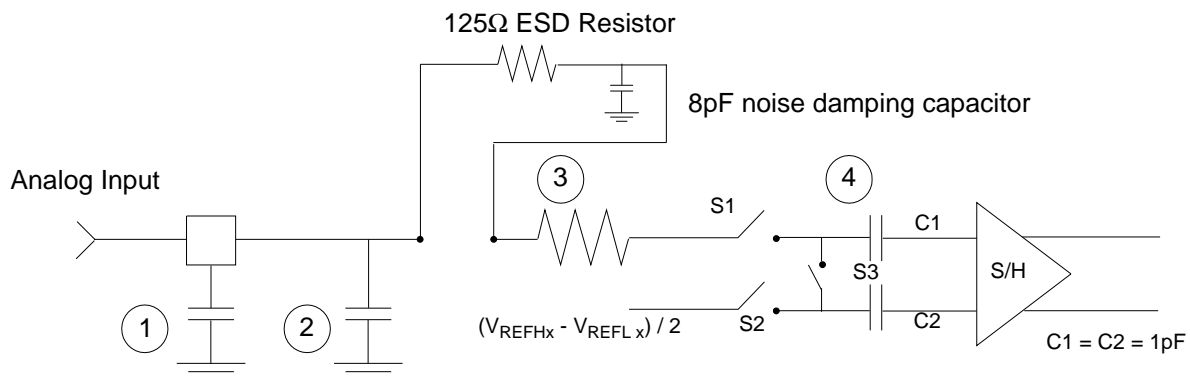 125Ω ESD Resistor
8pF noise damping capacitor
Analog Input
3
4
S1
C1
S3
S/H
1
2
(VREFHx - VREFL x) / 2
S2
C2
C1 = C2 = 1pF